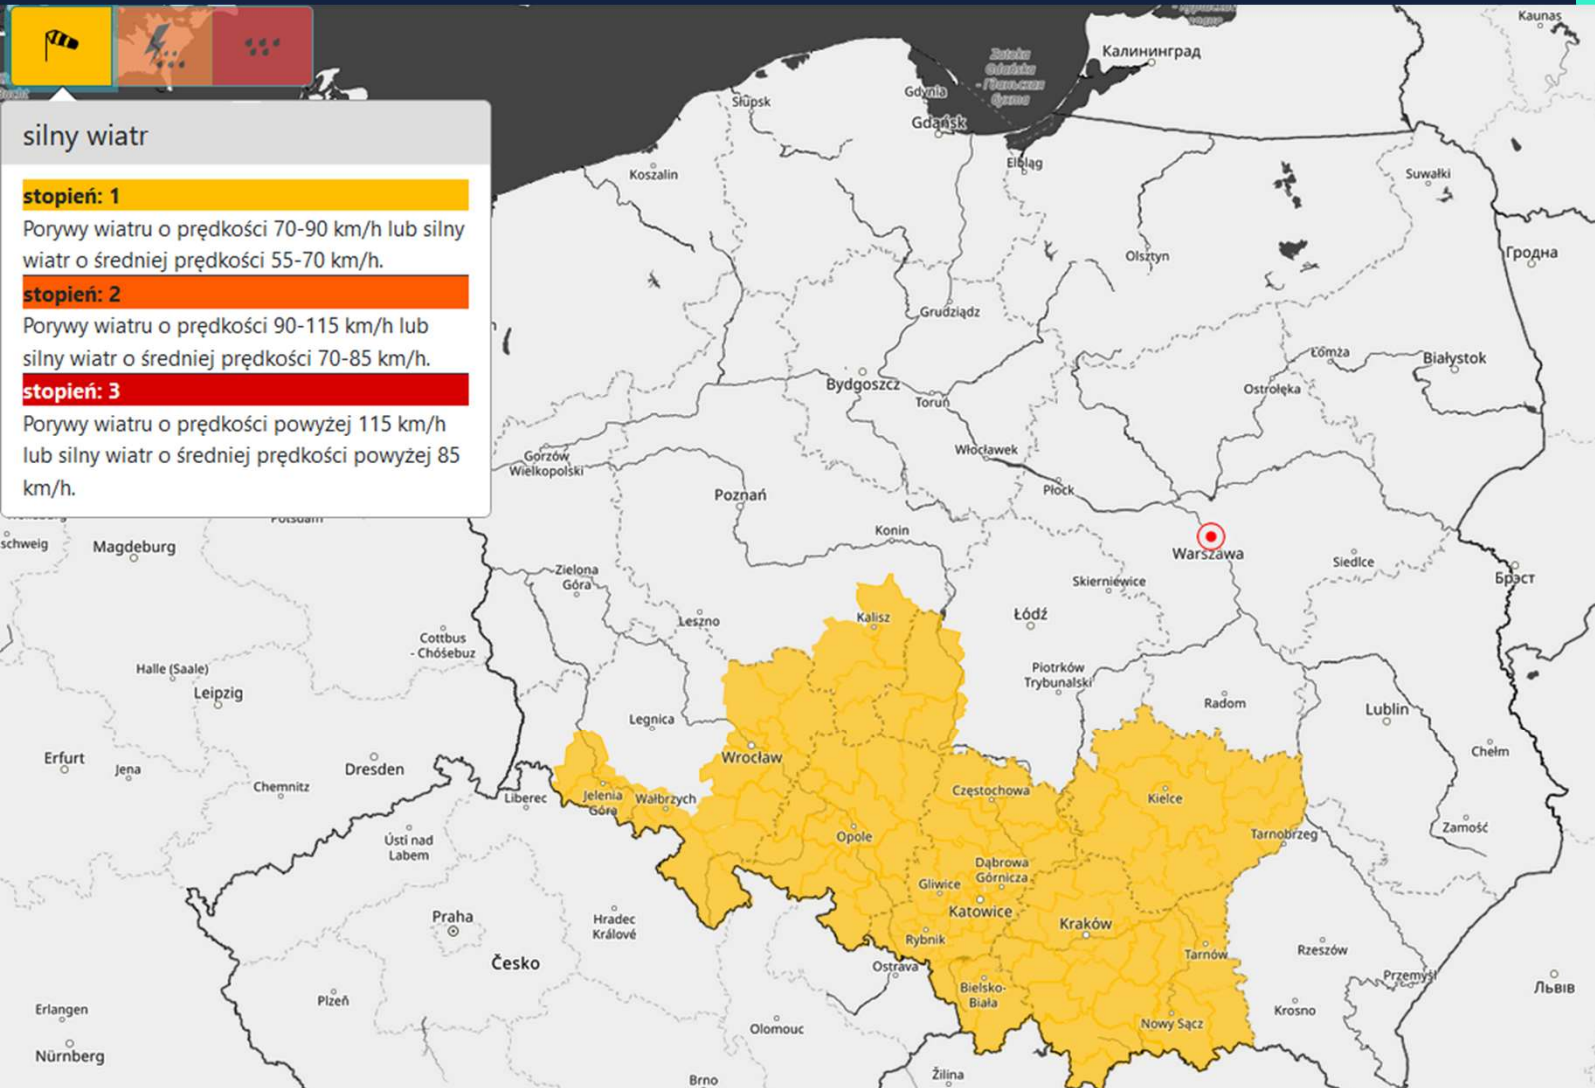 silny wiatr
stopień: 1
Porywy wiatru o prędkości 70-90 km/h lub silny
wiatr o średniej prędkości 55-70 km/h.
stopień: 2
Porywy wiatru o prędkości 90-115 km/h lub
silny wiatr o średniej prędkości 70-85 km/h.
stopień: 3
Porywy wiatru o prędkości powyżej 115 km/h
lub silny wiatr o średniej prędkości powyżej 85
km/h.
Kaunas
Калининград
Zatoka
Gdańska
- Гданьская
бухта
Gdynia
Słupsk
Gdańsk
Elbląg
Koszalin
Suwałki
Гродна
Olsztyn
Grudziądz
Łomża
Białystok
Bydgoszcz
Ostrołęka
Toruń
Włocławek
Gorzów
Wielkopolski
Płock
Poznań
Potsdam
Konin
schweig
Magdeburg
Warszawa
Siedlce
Брэст
Zielona
Góra
Skierniewice
Kalisz
Łódź
Leszno
Cottbus
- Chóśebuz
Halle (Saale)
Leipzig
Piotrków
Trybunalski
Radom
Lublin
Legnica
Chełm
Erfurt
Jena
Dresden
Wrocław
Chemnitz
Liberec
Jelenia
Góra
Wałbrzych
Częstochowa
Kielce
Ústí nad
Labem
Opole
Tarnobrzeg
Zamość
Dąbrowa
Górnicza
Gliwice
Katowice
Praha
Hradec
Králové
Kraków
Rybnik
Rzeszów
Tarnów
Česko
Ostrava
Przemyśl
Львів
Bielsko-
Biała
Plzeň
Erlangen
Krosno
Olomouc
Nowy Sącz
Nürnberg
Brno
Žilina